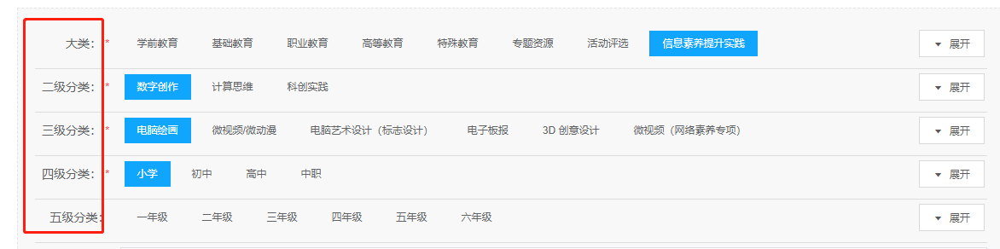 大类：* 学前教育 基础教育 职业教育 高等教育 特殊教育 专题资源 活动评选 信息素养提升实践 展开
二级分类：* 数字创作 计算思维 科创实践 展开
三级分类：* 电脑绘画 微视频/微动漫 电脑艺术设计（标志设计） 电子板报 3D 创意设计 微视频（网络素养专项） 展开
四级分类：* 小学 初中 高中 中职 展开
五级分类： 一年级 二年级 三年级 四年级 五年级 六年级 展开